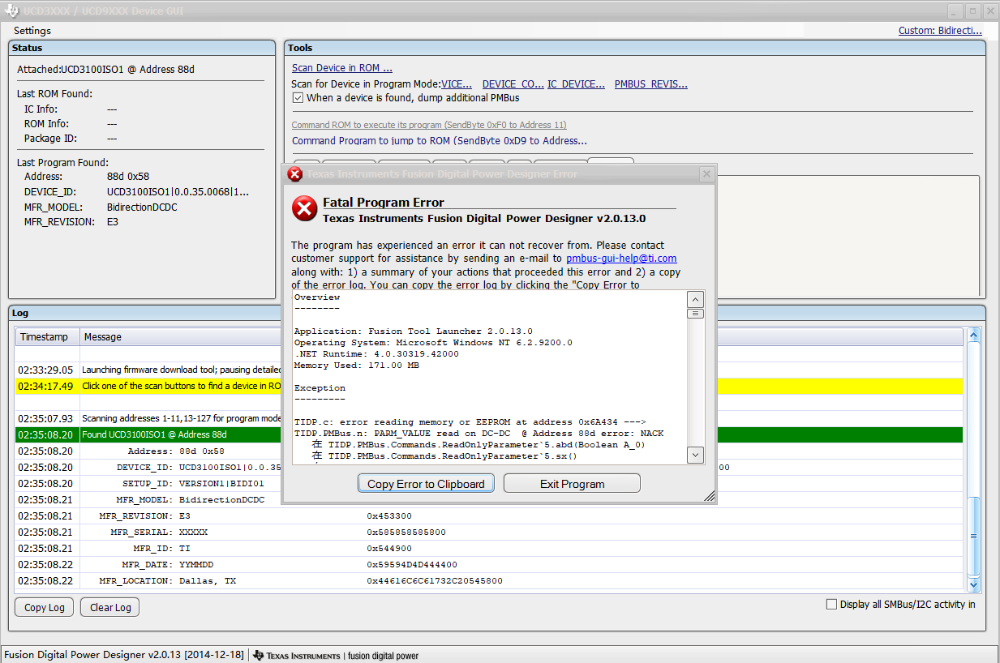 UCD3XXX / UCD9XXX Device GUI
Settings
Custom: Bidirecti...
Status
Attached:UCD3100ISO1 @ Address 88d
Last ROM Found:
IC Info: ---
ROM Info: ---
Package ID: ---
Last Program Found:
Address: 88d 0x58
DEVICE_ID: UCD3100ISO1|0.0.35.0068|1...
MFR_MODEL: BidirectionDCDC
MFR_REVISION: E3
Tools
Scan Device in ROM ...
Scan for Device in Program Mode:VICE... DEVICE_CO... IC_DEVICE... PMBUS_REVIS...
When a device is found, dump additional PMBus
Command ROM to execute its program (SendByte 0xF0 to Address 11)
Command Program to jump to ROM (SendByte 0xD9 to Address...
Texas Instruments Fusion Digital Power Designer Error
Fatal Program Error
Texas Instruments Fusion Digital Power Designer v2.0.13.0
The program has experienced an error it can not recover from. Please contact
customer support for assistance by sending an e-mail to pmbus-gui-help@ti.com
along with: 1) a summary of your actions that proceeded this error and 2) a copy
of the error log. You can copy the error log by clicking the "Copy Error to
Overview
--------
Application: Fusion Tool Launcher 2.0.13.0
Operating System: Microsoft Windows NT 6.2.9200.0
.NET Runtime: 4.0.30319.42000
Memory Used: 171.00 MB
Exception
---------
TIDP.c: error reading memory or EEPROM at address 0x6A434 --->
TIDP.PMBus.n: PARM_VALUE read on DC-DC @ Address 88d error: NACK
在 TIDP.PMBus.Commands.ReadOnlyParameter`5.abd(Boolean A_0)
在 TIDP.PMBus.Commands.ReadOnlyParameter`5.sx()
Copy Error to Clipboard
Exit Program
Log
Timestamp Message
02:33:29.05 Launching firmware download tool; pausing detailed
02:34:17.49 Click one of the scan buttons to find a device in RO
02:35:07.93 Scanning addresses 1-11,13-127 for program mode
02:35:08.20 Found UCD3100ISO1 @ Address 88d
02:35:08.20 Address: 88d 0x58
02:35:08.20 DEVICE_ID: UCD3100ISO1|0.0.35 00
02:35:08.20 SETUP_ID: VERSION1|BIDI01
02:35:08.21 MFR_MODEL: BidirectionDCDC
02:35:08.21 MFR_REVISION: E3 0x453300
02:35:08.21 MFR_SERIAL: XXXXX 0x585858585800
02:35:08.21 MFR_ID: TI 0x544900
02:35:08.22 MFR_DATE: YYMMDD 0x59594D4D444400
02:35:08.22 MFR_LOCATION: Dallas, TX 0x44616C6C61732C20545800
Copy Log
Clear Log
Display all SMBus/I2C activity in
Fusion Digital Power Designer v2.0.13 [2014-12-18] TEXAS INSTRUMENTS | fusion digital power